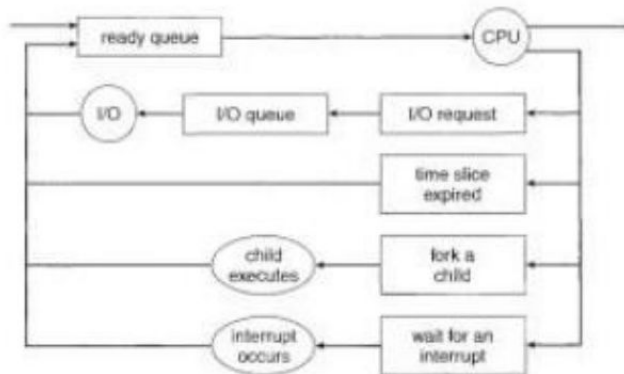 ready queue
CPU
I/O
I/O queue
I/O request
time slice
expired
child
executes
fork a
child
interrupt
occurs
wait for an
interrupt